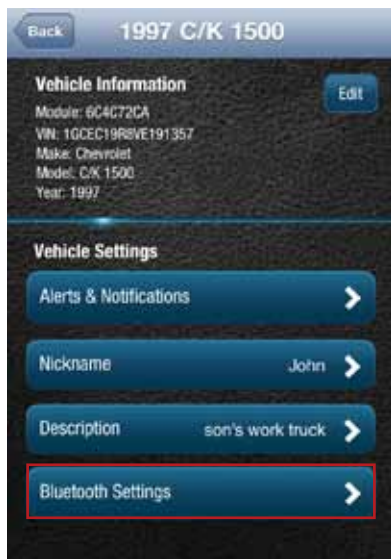 Back 1997 C/K 1500
Vehicle Information
Edit
Module: 6C4C72CA
VIN: 1GCEC19R8VE191357
Make: Chevrolet
Model: C/K 1500
Year: 1997
Vehicle Settings
Alerts & Notifications
Nickname John
Description son's work truck
Bluetooth Settings